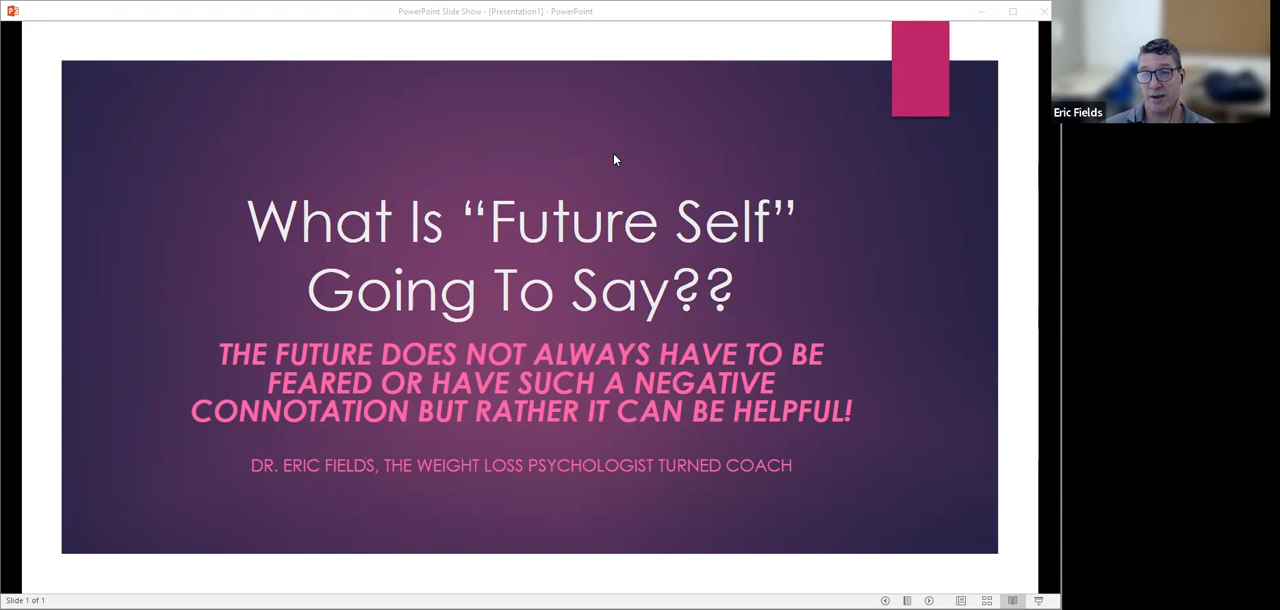 PowerPoint Slide Show - [Presentation1] - PowerPoint
Eric Fields
What Is “Future Self”
Going To Say??
THE FUTURE DOES NOT ALWAYS HAVE TO BE
FEARED OR HAVE SUCH A NEGATIVE
CONNOTATION BUT RATHER IT CAN BE HELPFUL!
DR. ERIC FIELDS, THE WEIGHT LOSS PSYCHOLOGIST TURNED COACH
Slide 1 of 1